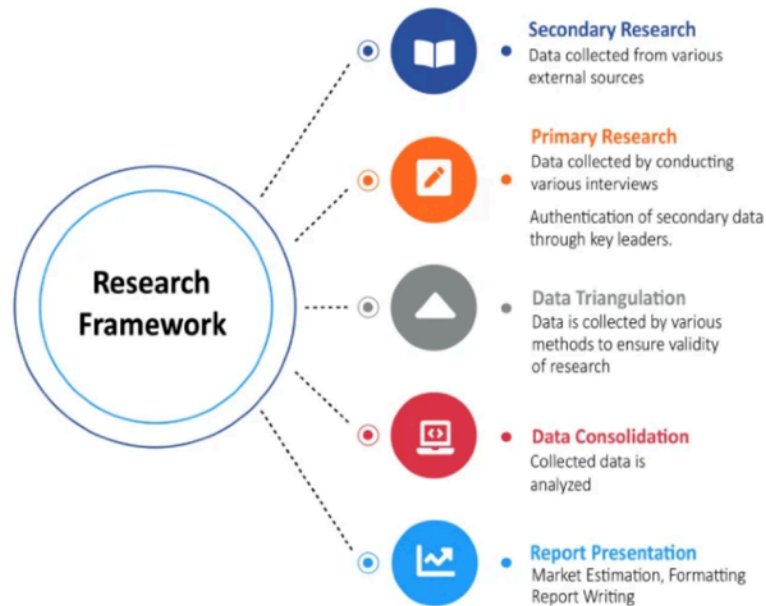 Research
Framework
Secondary Research
Data collected from various
external sources
Primary Research
Data collected by conducting
various interviews
Authentication of secondary data
through key leaders.
Data Triangulation
Data is collected by various
methods to ensure validity
of research
Data Consolidation
Collected data is
analyzed
Report Presentation
Market Estimation, Formatting
Report Writing